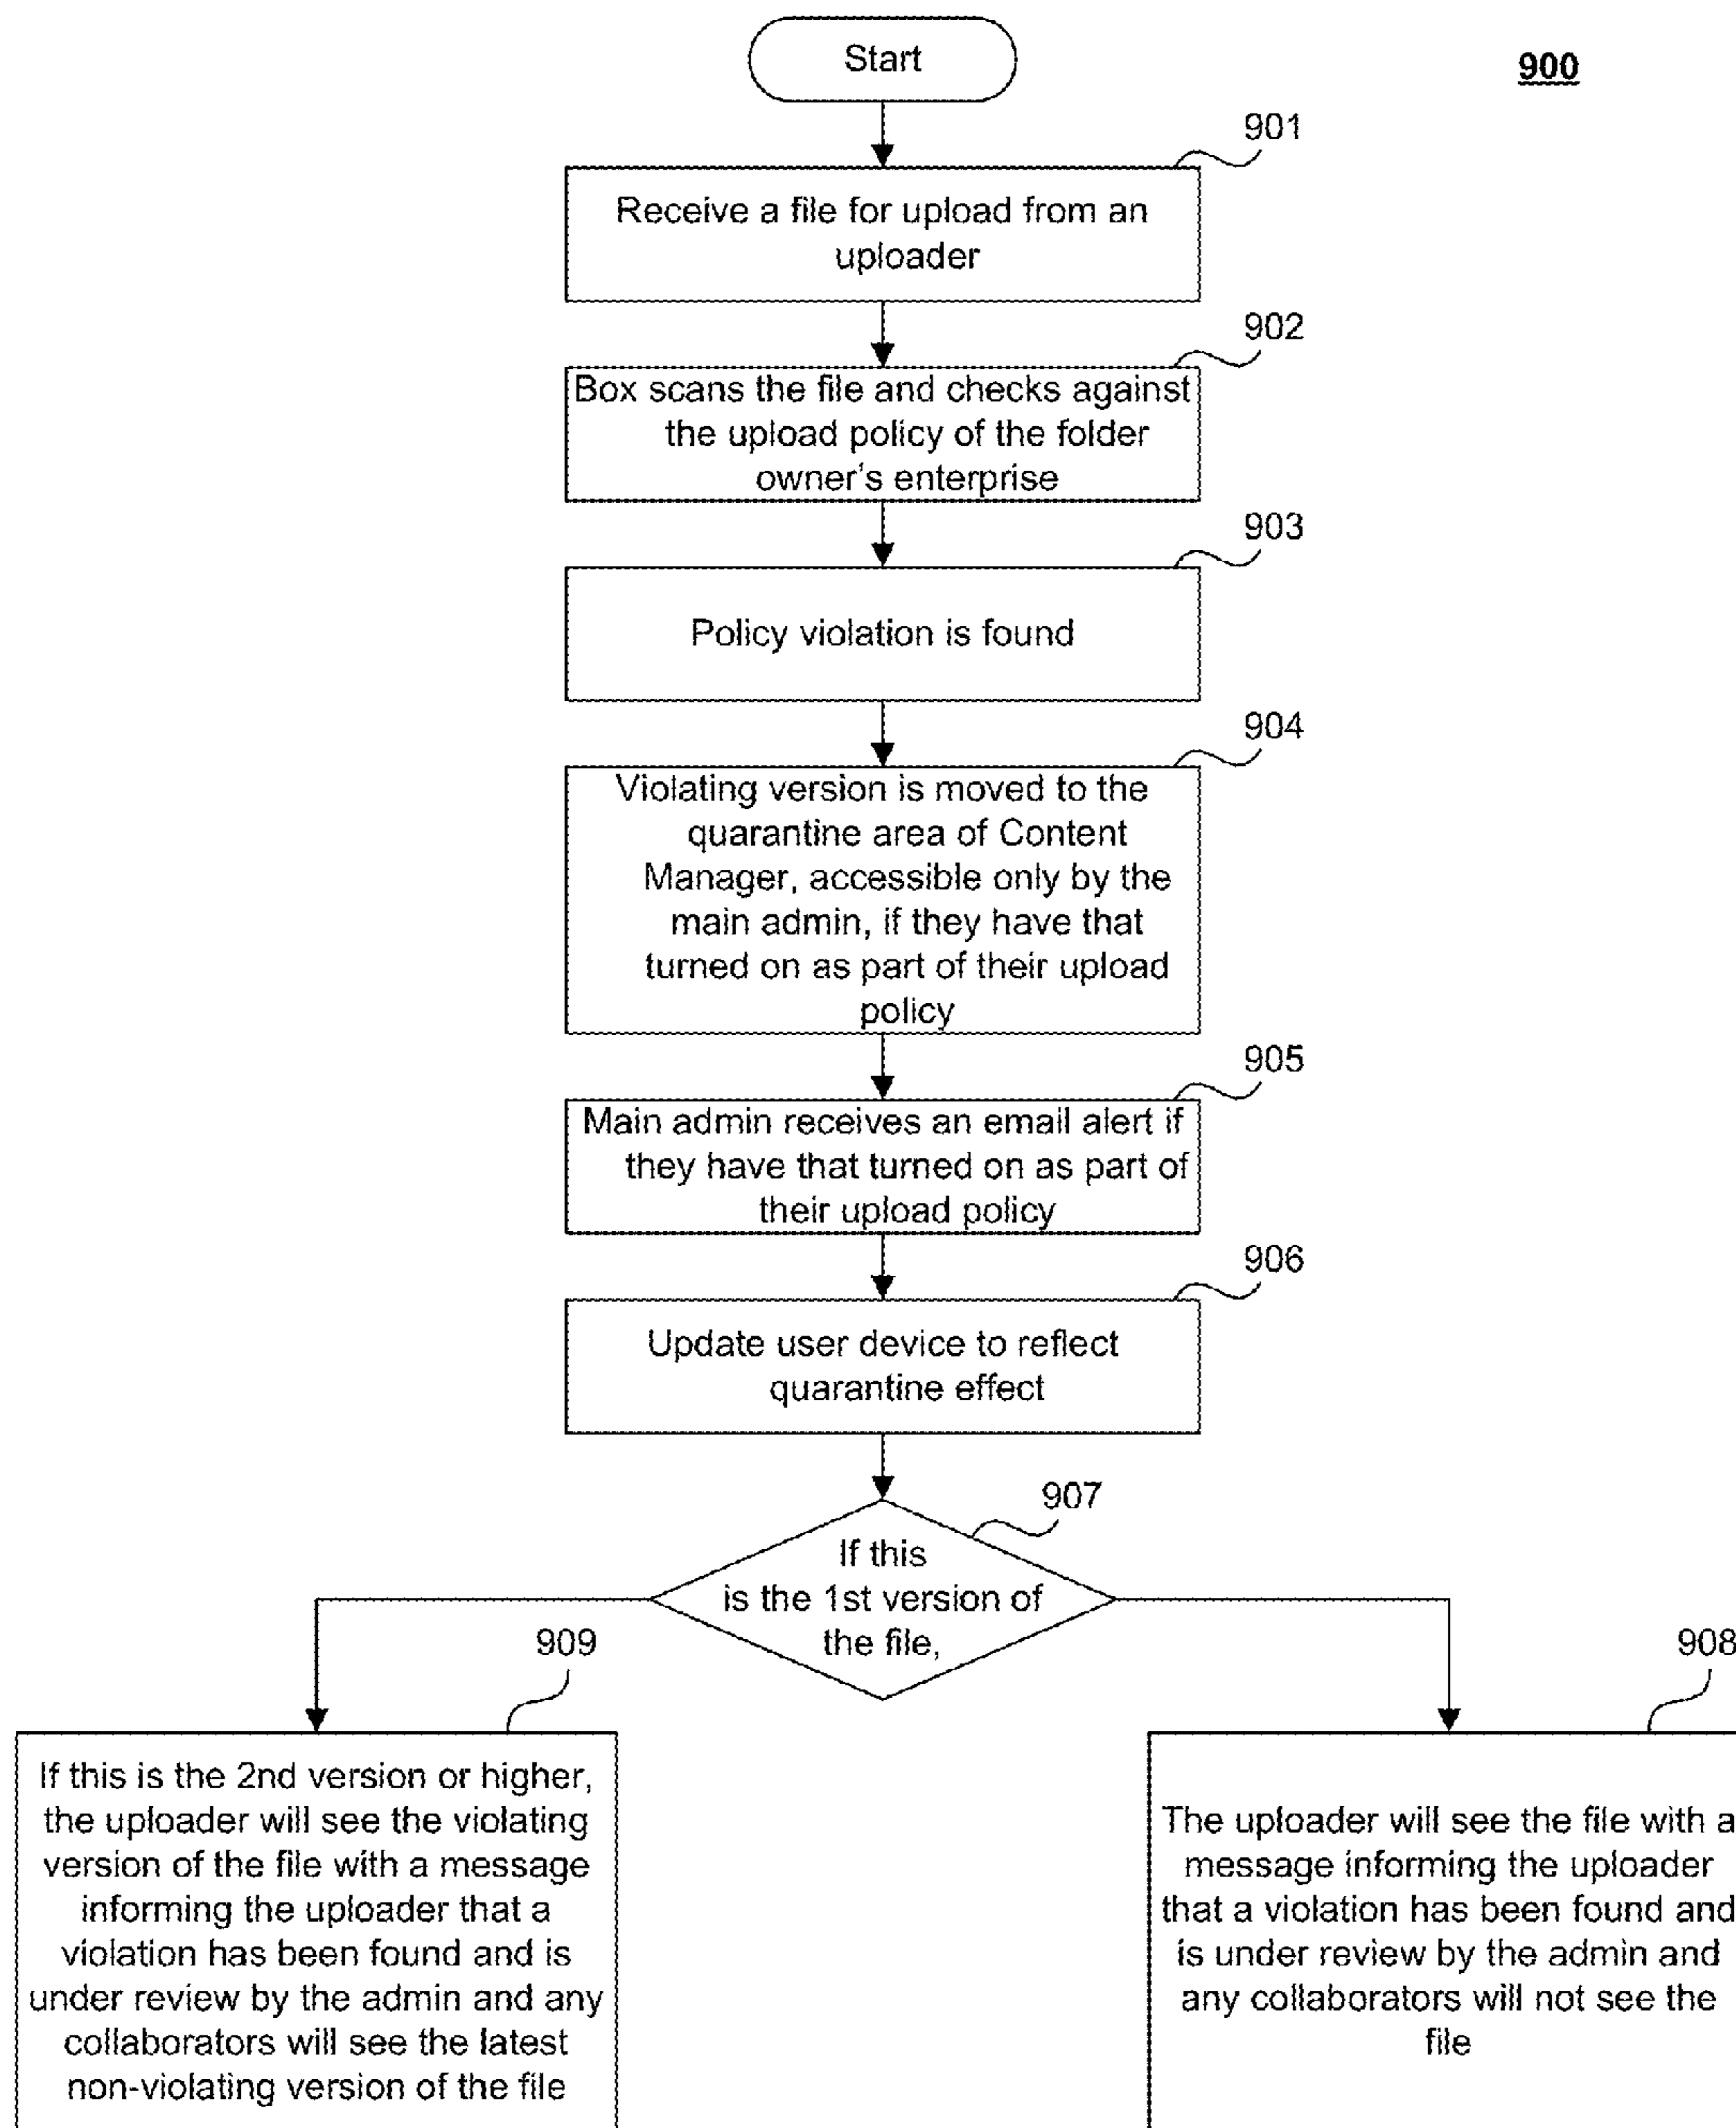 Start
900
901
Receive a file for upload from an
uploader
902
Box scans the file and checks against
the upload policy of the folder
owner's enterprise
903
Policy violation is found
904
Violating version is moved to the
quarantine area of Content
Manager, accessible only by the
main admin, if they have that
turned on as part of their upload
policy
905
Main admin receives an email alert if
they have that turned on as part of
their upload policy
906
Update user device to reflect
quarantine effect
907
If this
is the 1st version of
the file,
909
If this is the 2nd version or higher,
the uploader will see the violating
version of the file with a message
informing the uploader that a
violation has been found and is
under review by the admin and any
collaborators will see the latest
non-violating version of the file
908
The uploader will see the file with a
message informing the uploader
that a violation has been found and
is under review by the admin and
any collaborators will not see the
file